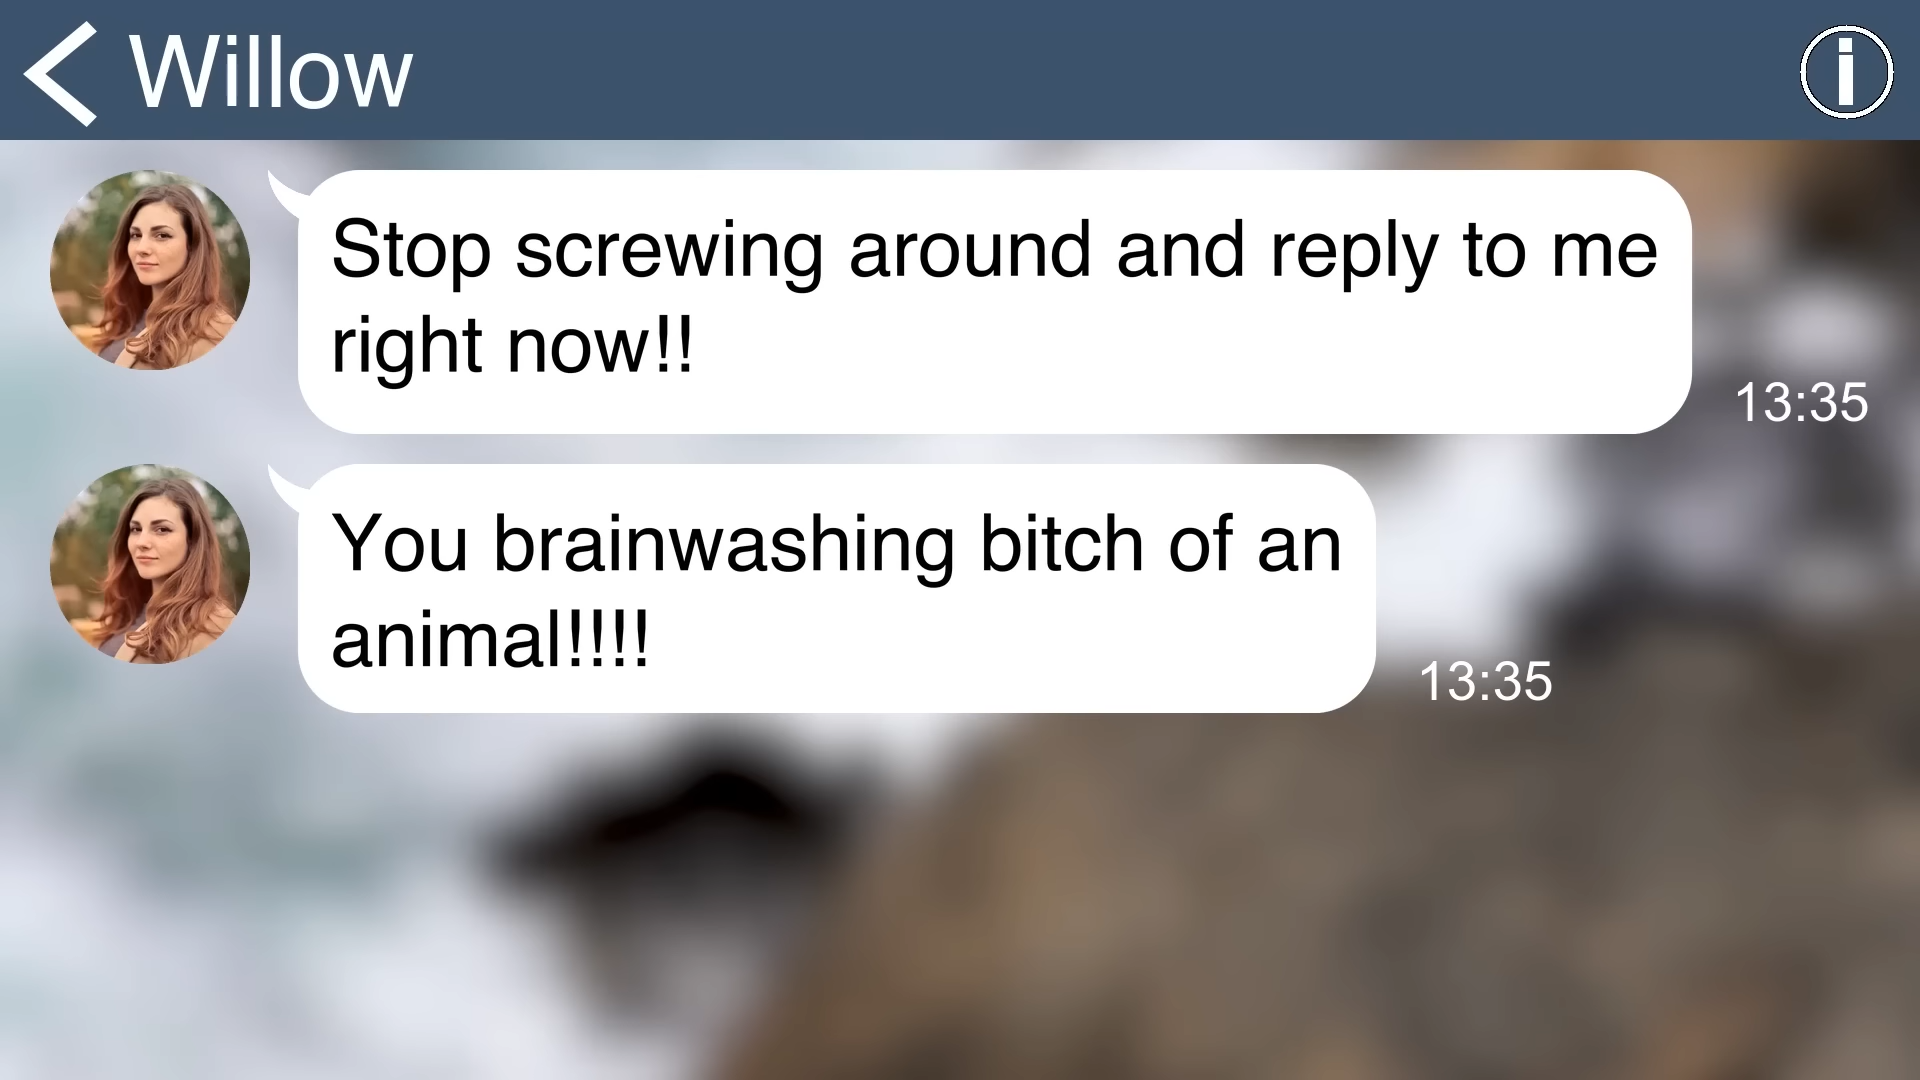 Willow
Stop screwing around and reply to me
right now!!
13:35
You brainwashing bitch of an
animal!!!!
13:35